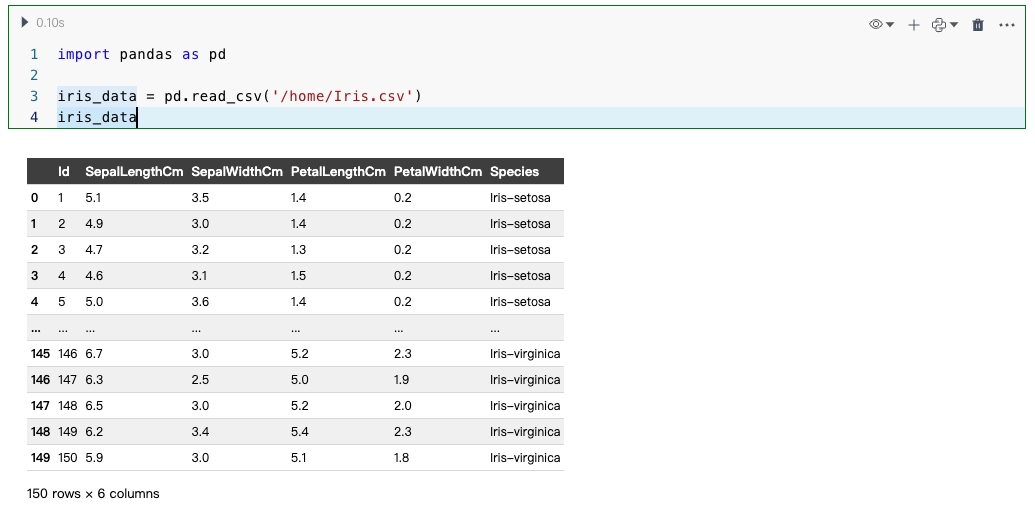 0.10s
1 import pandas as pd
2
3 iris_data = pd.read_csv('/home/Iris.csv')
4 iris_data
Id SepalLengthCm SepalWidthCm PetalLengthCm PetalWidthCm Species
0 1 5.1 3.5 1.4 0.2 Iris-setosa
1 2 4.9 3.0 1.4 0.2 Iris-setosa
2 3 4.7 3.2 1.3 0.2 Iris-setosa
3 4 4.6 3.1 1.5 0.2 Iris-setosa
4 5 5.0 3.6 1.4 0.2 Iris-setosa
... ... ... ... ... ... ...
145 146 6.7 3.0 5.2 2.3 Iris-virginica
146 147 6.3 2.5 5.0 1.9 Iris-virginica
147 148 6.5 3.0 5.2 2.0 Iris-virginica
148 149 6.2 3.4 5.4 2.3 Iris-virginica
149 150 5.9 3.0 5.1 1.8 Iris-virginica
150 rows × 6 columns